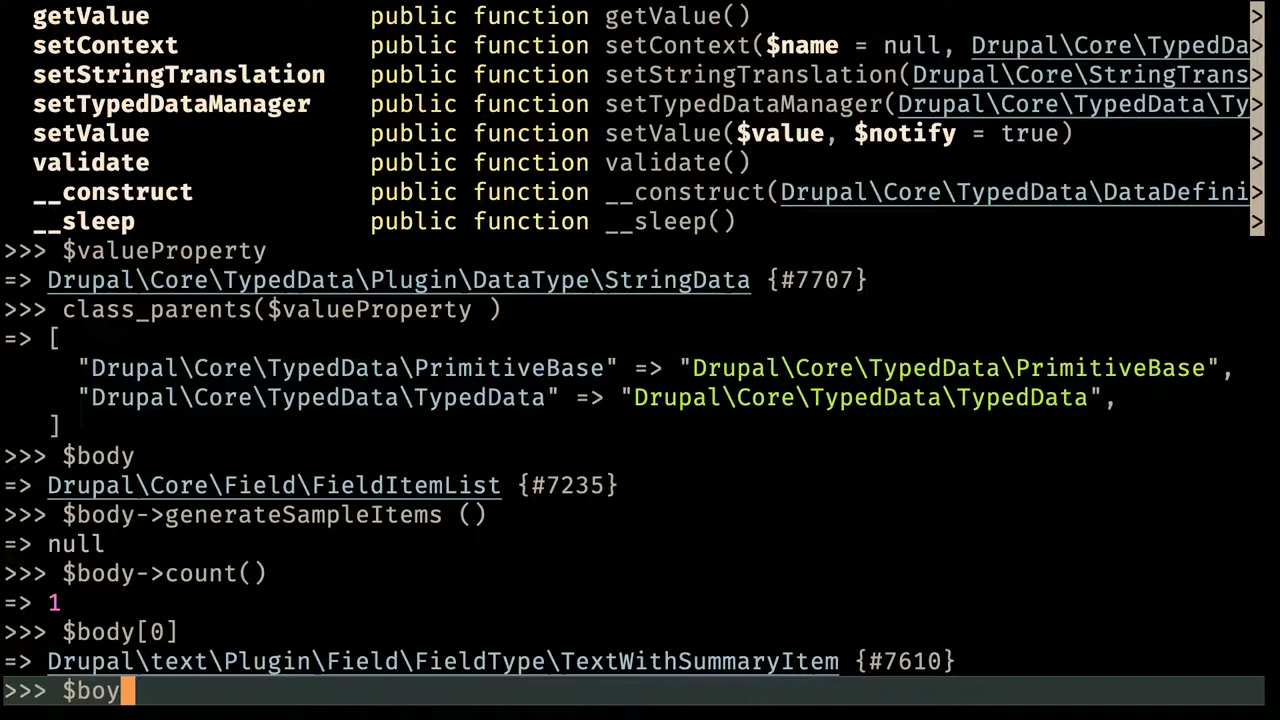 getValue public function getValue()
setContext public function setContext($name = null, Drupal\Core\TypedDa>
setStringTranslation public function setStringTranslation(Drupal\Core\StringTrans>
setTypedDataManager public function setTypedDataManager(Drupal\Core\TypedData\Ty>
setValue public function setValue($value, $notify = true) >
validate public function validate() >
__construct public function __construct(Drupal\Core\TypedData\DataDefini>
__sleep public function __sleep() >
>>> $valueProperty
=> Drupal\Core\TypedData\Plugin\DataType\StringData {#7707}
>>> class_parents($valueProperty )
=> [
"Drupal\Core\TypedData\PrimitiveBase" => "Drupal\Core\TypedData\PrimitiveBase",
"Drupal\Core\TypedData\TypedData" => "Drupal\Core\TypedData\TypedData",
]
>>> $body
=> Drupal\Core\Field\FieldItemList {#7235}
>>> $body->generateSampleItems ()
=> null
>>> $body->count()
=> 1
>>> $body[0]
=> Drupal\text\Plugin\Field\FieldType\TextWithSummaryItem {#7610}
>>> $boy